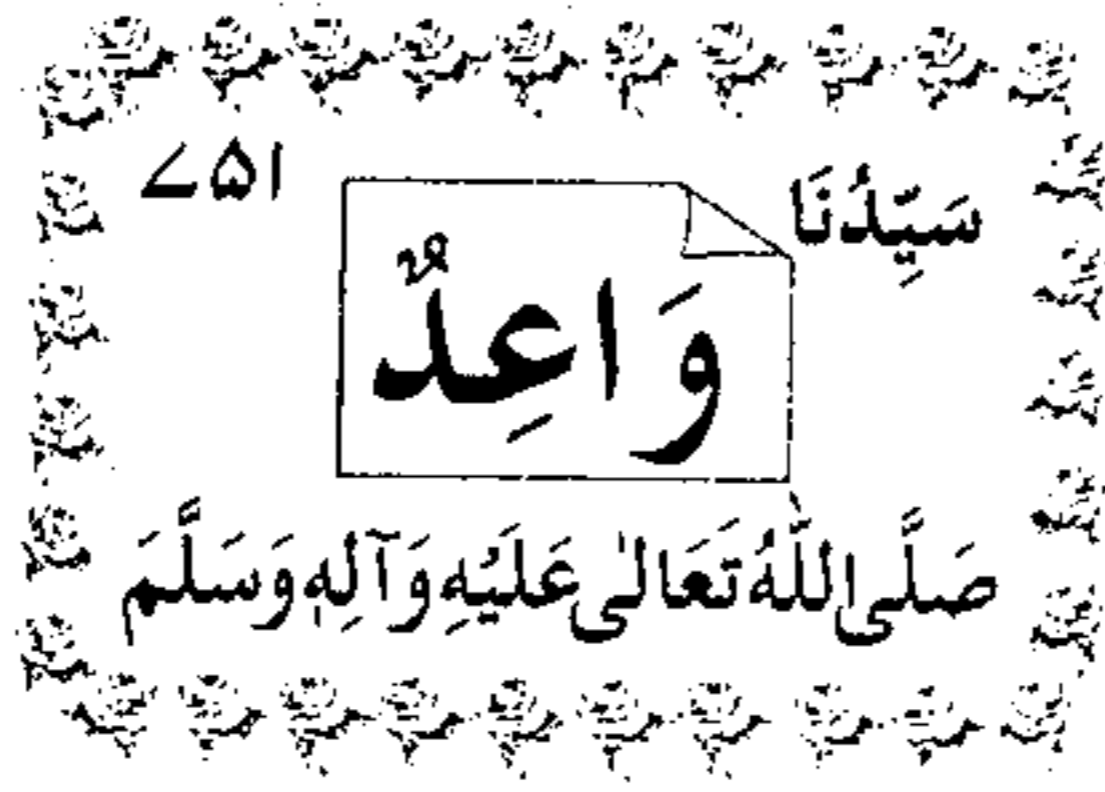 سَيِّدُنَا
۷۵۱
وَاعِدٌ
صَلَّى اللّٰهُ تَعَالٰى عَلَيْهِ وَآلِهٖ وَسَلَّمَ